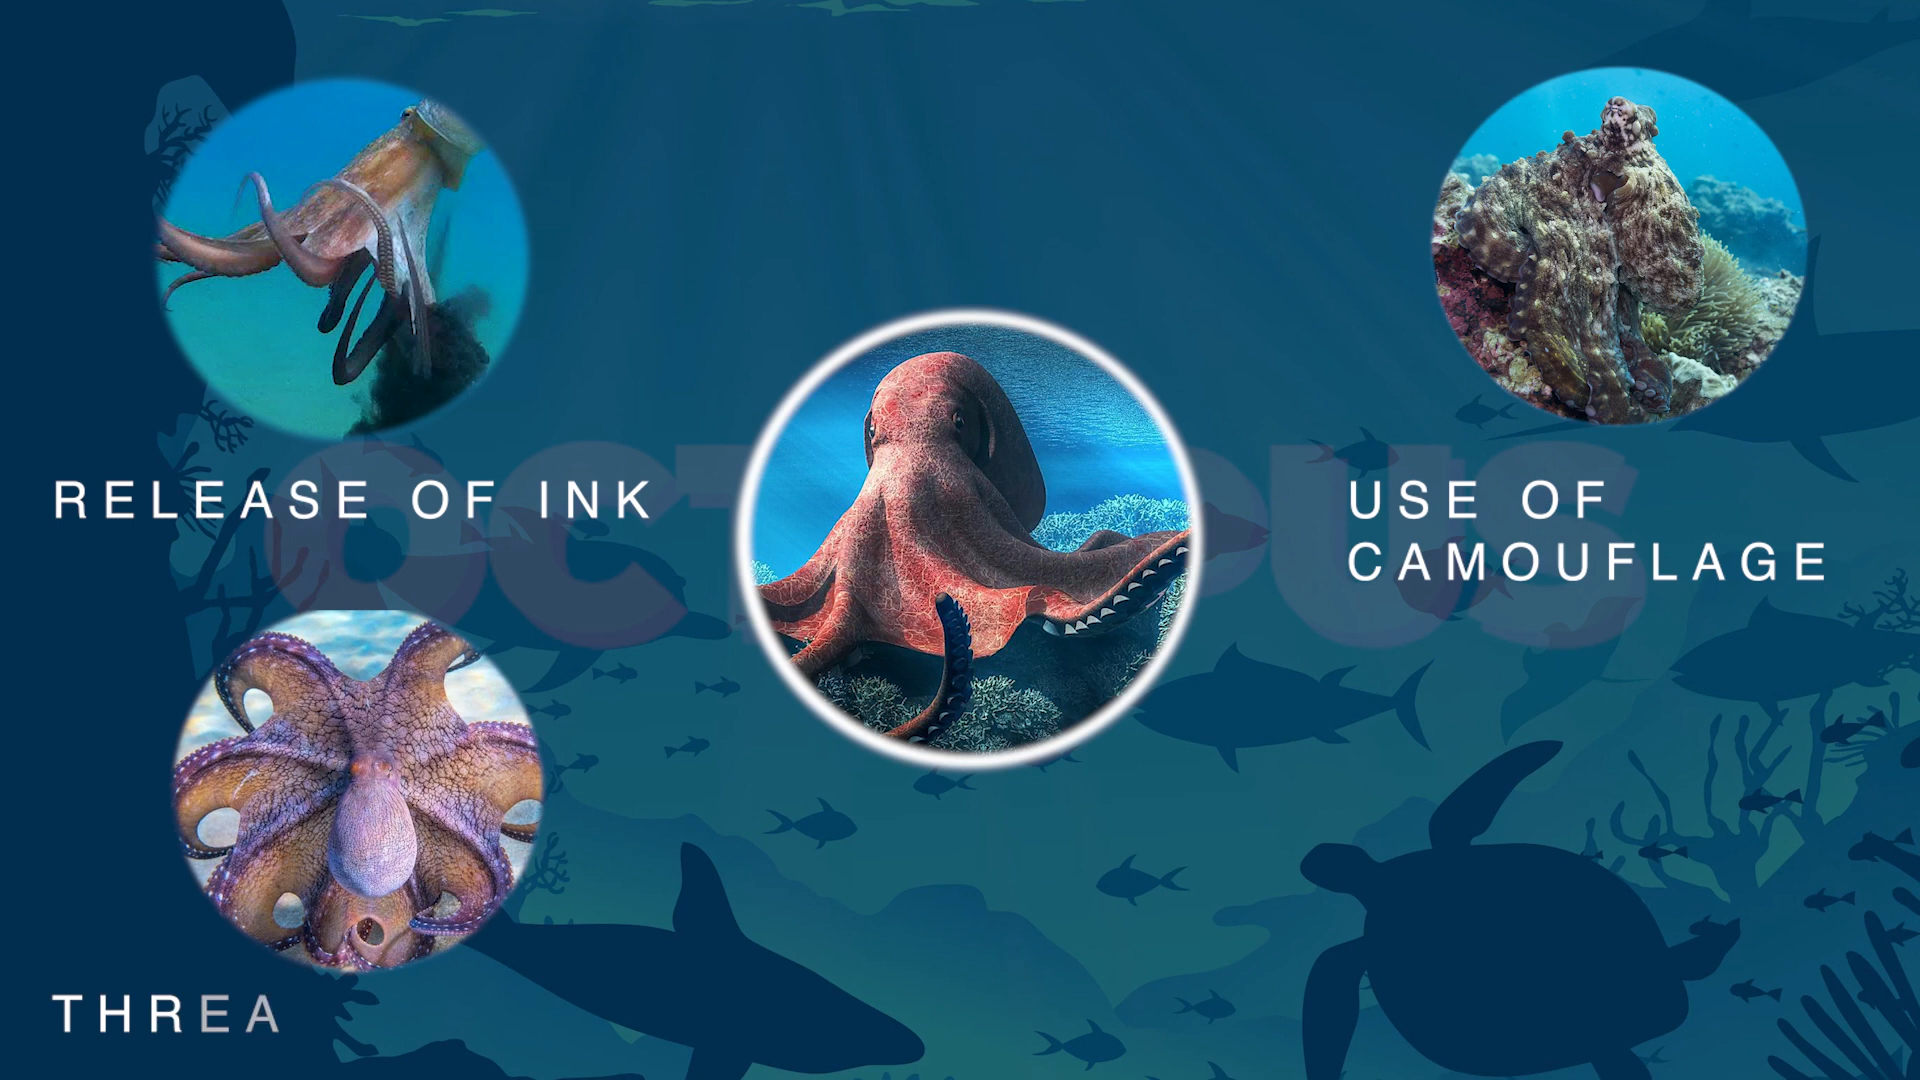 RELEASE OF INK
USE OF
CAMOUFLAGE
THREA